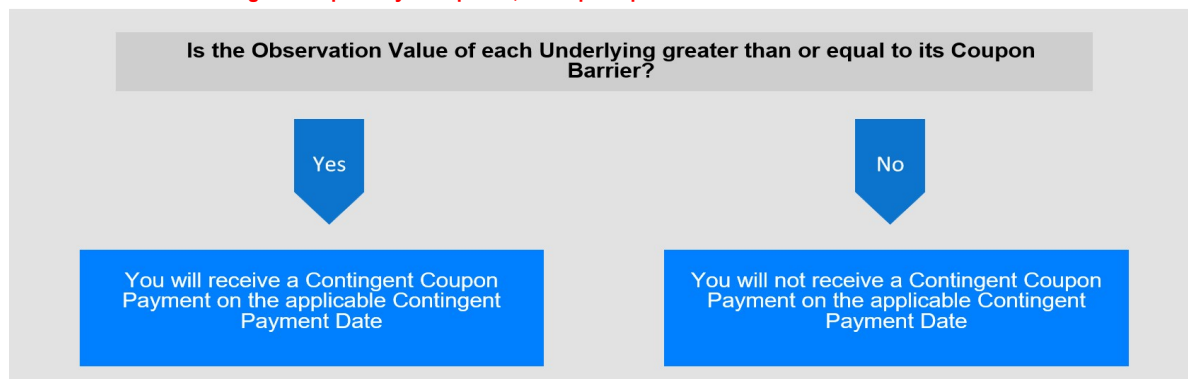 Is the Observation Value of each Underlying greater than or equal to its Coupon
Barrier?
Yes
No
You will receive a Contingent Coupon
Payment on the applicable Contingent
Payment Date
You will not receive a Contingent Coupon
Payment on the applicable Contingent
Payment Date